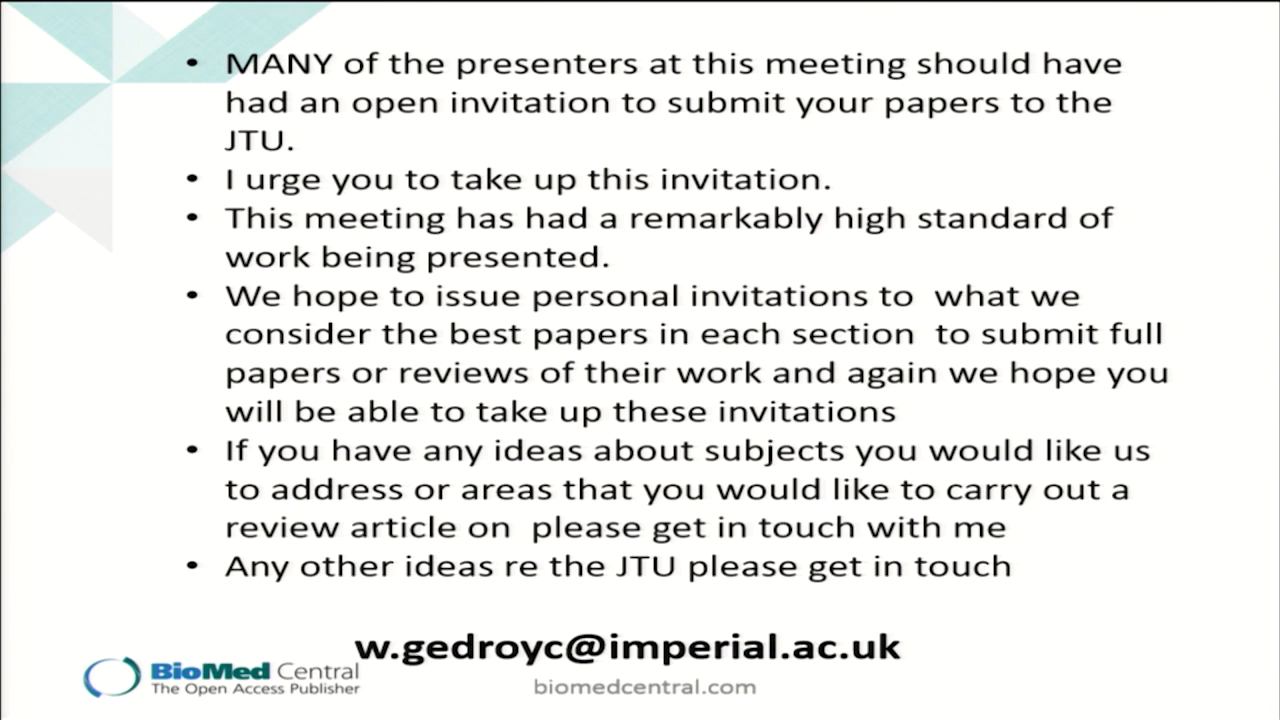 • MANY of the presenters at this meeting should have
had an open invitation to submit your papers to the
JTU.
• I urge you to take up this invitation.
• This meeting has had a remarkably high standard of
work being presented.
• We hope to issue personal invitations to what we
consider the best papers in each section to submit full
papers or reviews of their work and again we hope you
will be able to take up these invitations
• If you have any ideas about subjects you would like us
to address or areas that you would like to carry out a
review article on please get in touch with me
• Any other ideas re the JTU please get in touch
w.gedroyc@imperial.ac.uk
BioMed Central
The Open Access Publisher
biomedcentral.com